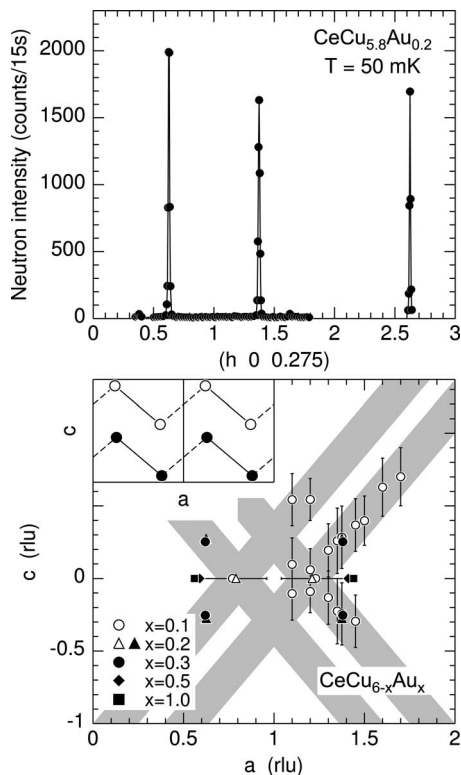 CeCu5.8Au0.2
T = 50 mK
Neutron intensity (counts/15s)
2000
1500
1000
500
0
0 0.5 1 1.5 2 2.5 3
(h 0 0.275)
c
a
c (rlu)
0
-0.5
-1
x=0.1
x=0.2
x=0.3
x=0.5
x=1.0
CeCu6-xAux
0 0.5 1 1.5 2
a (rlu)